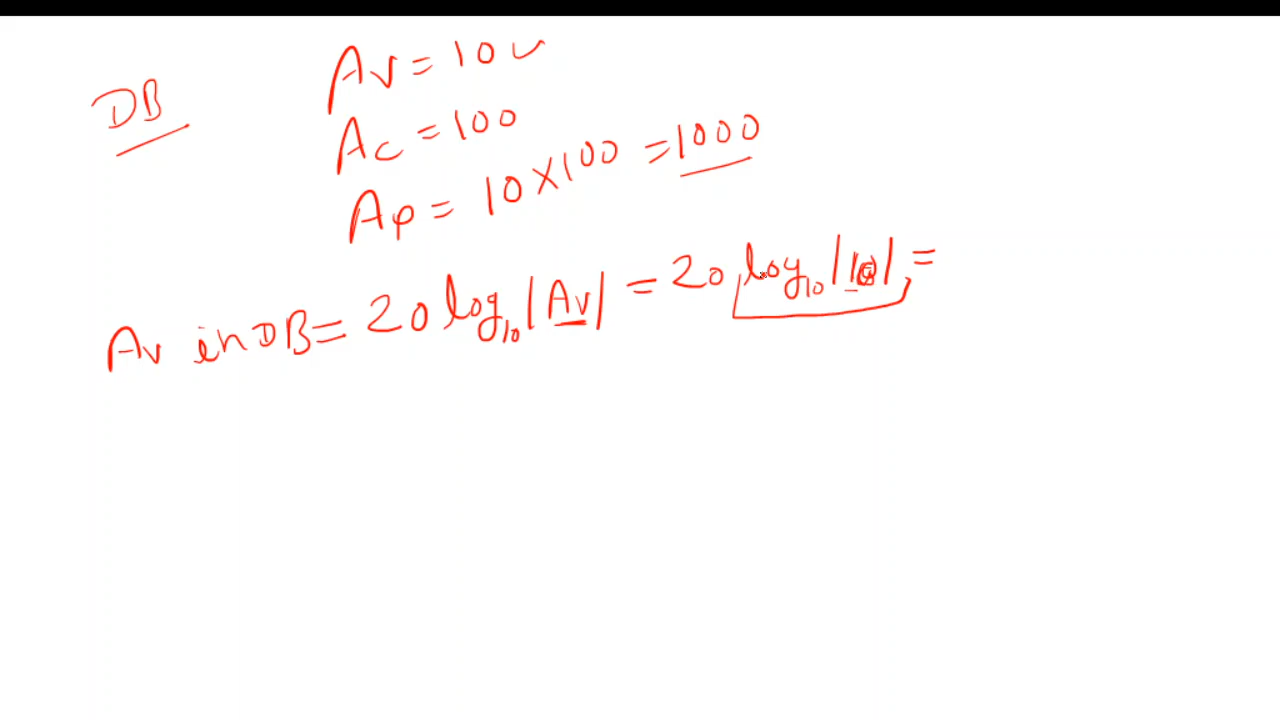 DB
Av = 10
Ac = 100
Ap = 10 × 100 = 1000
Av in DB = 20 log₁₀ |Av| = 20 log₁₀ |10| =